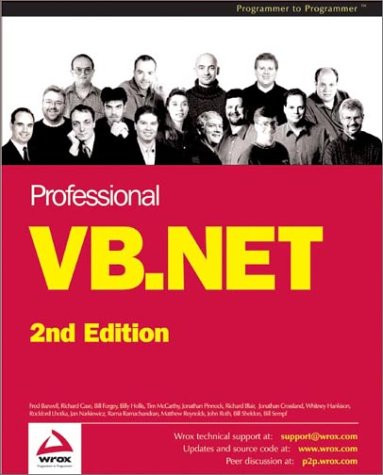 Programmer to Programmer™
Professional
VB.NET
2nd Edition
Fred Barwell, Richard Case, Bill Forgey, Billy Hollis, Tim McCarthy, Jonathan Pinnock, Richard Blair, Jonathan Crossland, Whitney Hankison,
Rockford Lhotka, Jan Narkiewicz, Rama Ramachandran, Matthew Reynolds, John Roth, Bill Sheldon, Bill Sempf
Wrox technical support at: support@wrox.com
Updates and source code at: www.wrox.com
Peer discussion at: p2p.wrox.com
wrox
Programmer to Programmer